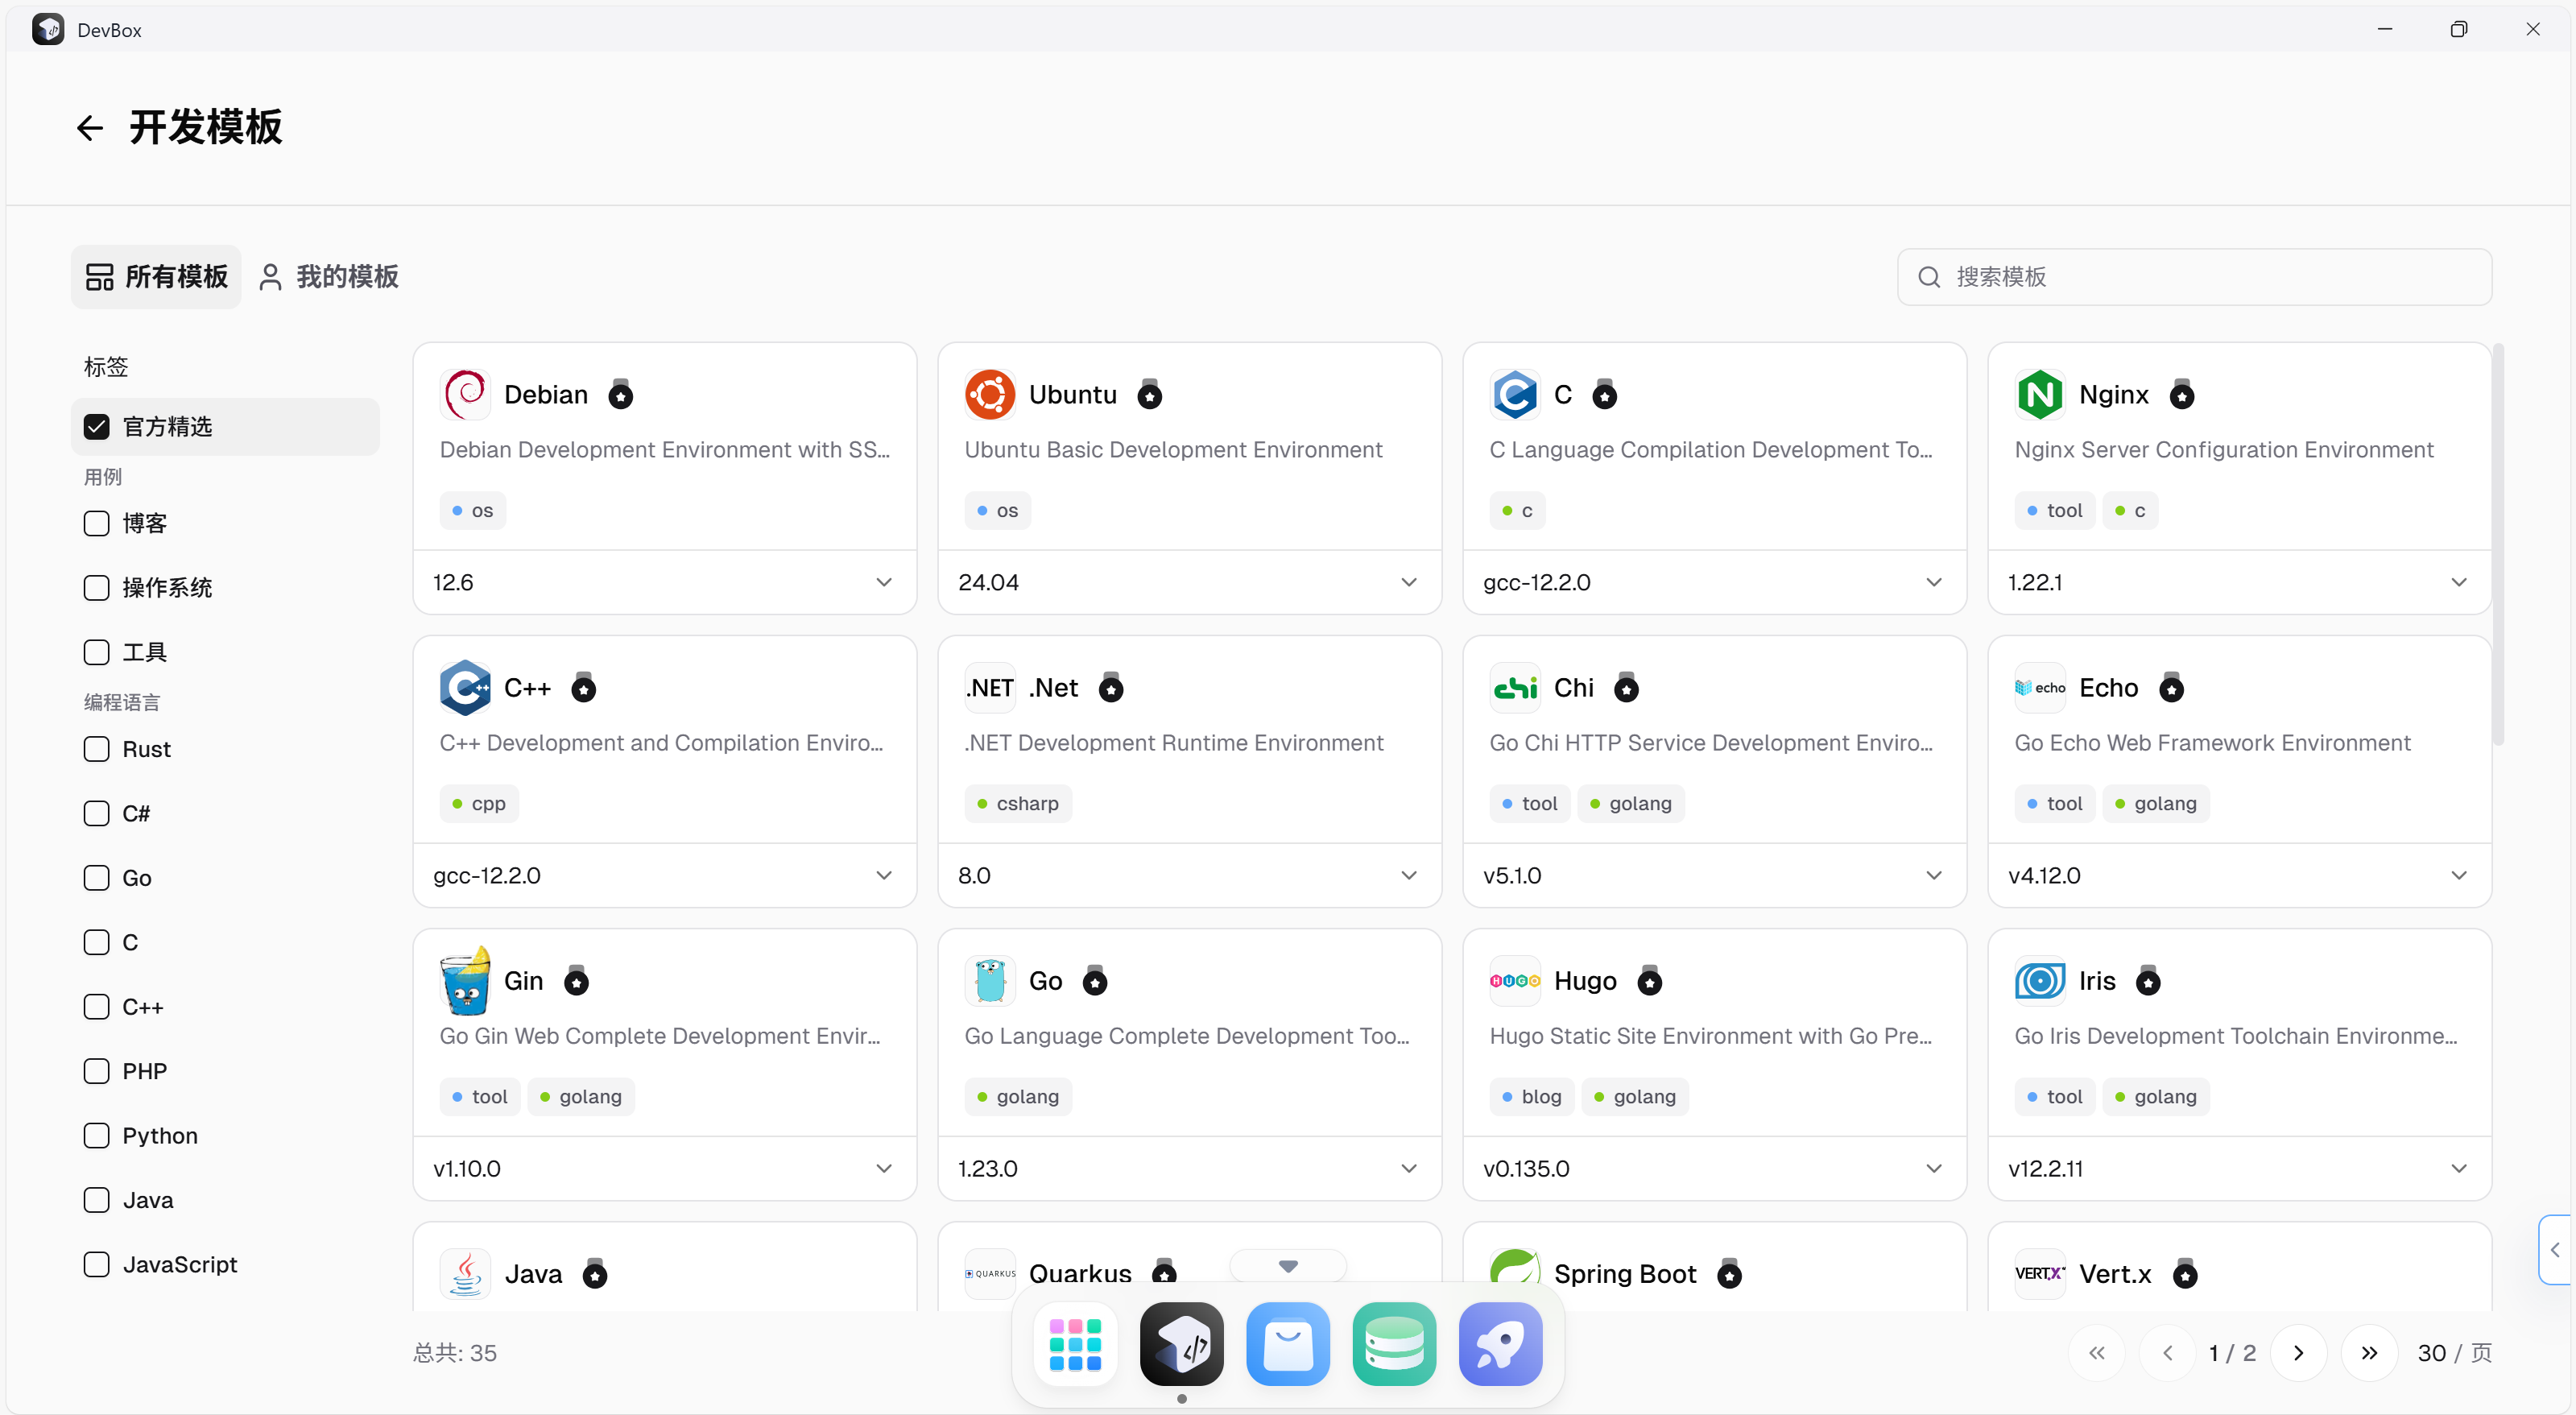 DevBox
开发模板
所有模板
我的模板
搜索模板
标签
官方精选
用例
博客
操作系统
工具
编程语言
Rust
C#
Go
C
C++
PHP
Python
Java
JavaScript
Debian
Debian Development Environment with SS...
os
12.6
Ubuntu
Ubuntu Basic Development Environment
os
24.04
C
C Language Compilation Development To...
c
gcc-12.2.0
Nginx
Nginx Server Configuration Environment
tool
c
1.22.1
C++
C++ Development and Compilation Enviro...
cpp
gcc-12.2.0
.NET
.Net
.NET Development Runtime Environment
csharp
8.0
chi
Chi
Go Chi HTTP Service Development Enviro...
tool
golang
v5.1.0
echo
Echo
Go Echo Web Framework Environment
tool
golang
v4.12.0
Gin
Go Gin Web Complete Development Envir...
tool
golang
v1.10.0
Go
Go Language Complete Development Too...
golang
1.23.0
HUGO
Hugo
Hugo Static Site Environment with Go Pre...
blog
golang
v0.135.0
Iris
Go Iris Development Toolchain Environme...
tool
golang
v12.2.11
Java
QUARKUS
Quarkus
Spring Boot
VERT.X
Vert.x
总共: 35
1 / 2
30 / 页